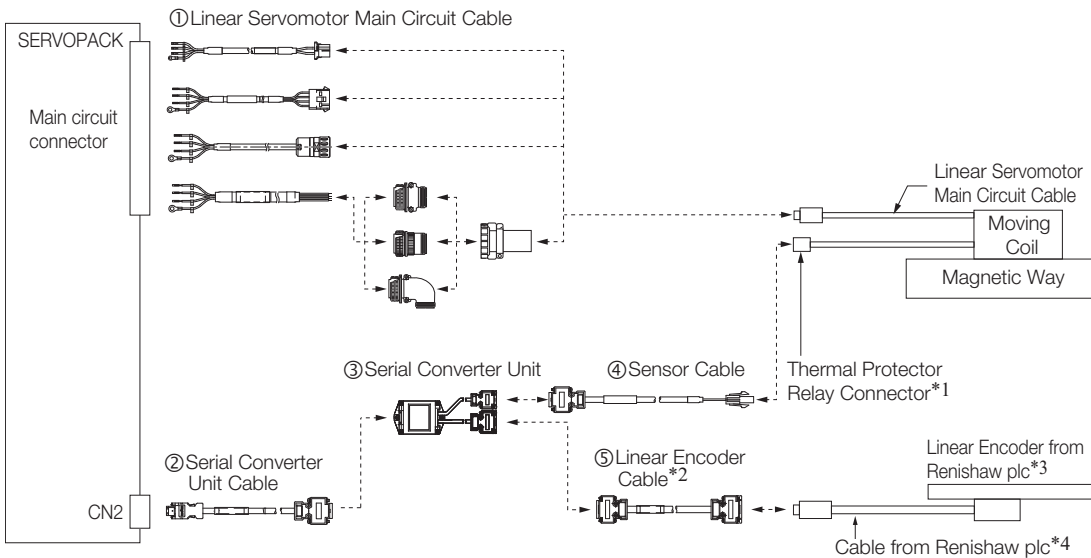 ①Linear Servomotor Main Circuit Cable
SERVOPACK
Main circuit
connector
Linear Servomotor
Main Circuit Cable
Moving
Coil
Magnetic Way
③Serial Converter Unit
④Sensor Cable
Thermal Protector
Relay Connector*1
②Serial Converter
Unit Cable
⑤Linear Encoder
Cable*2
Linear Encoder from
Renishaw plc*3
CN2
Cable from Renishaw plc*4